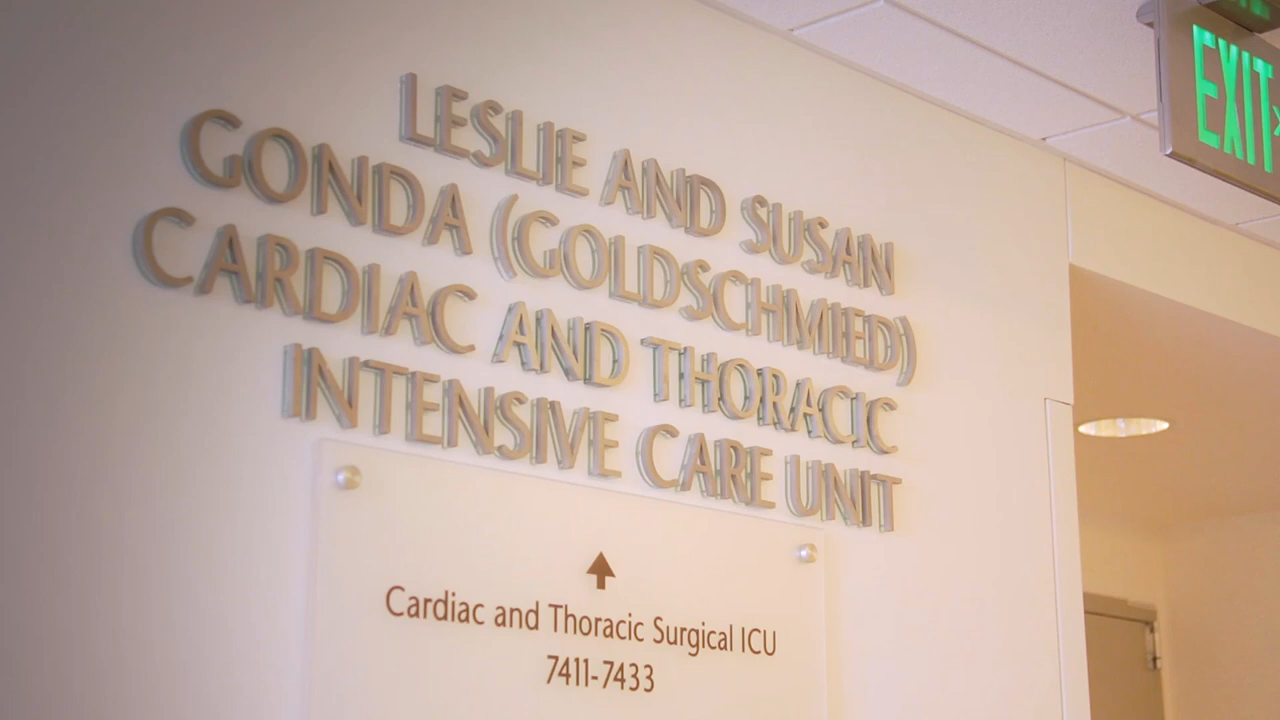 LESLIE AND SUSAN
GONDA (GOLDSCHMIED)
CARDIAC AND THORACIC
INTENSIVE CARE UNIT
Cardiac and Thoracic Surgical ICU
7411-7433
EXIT